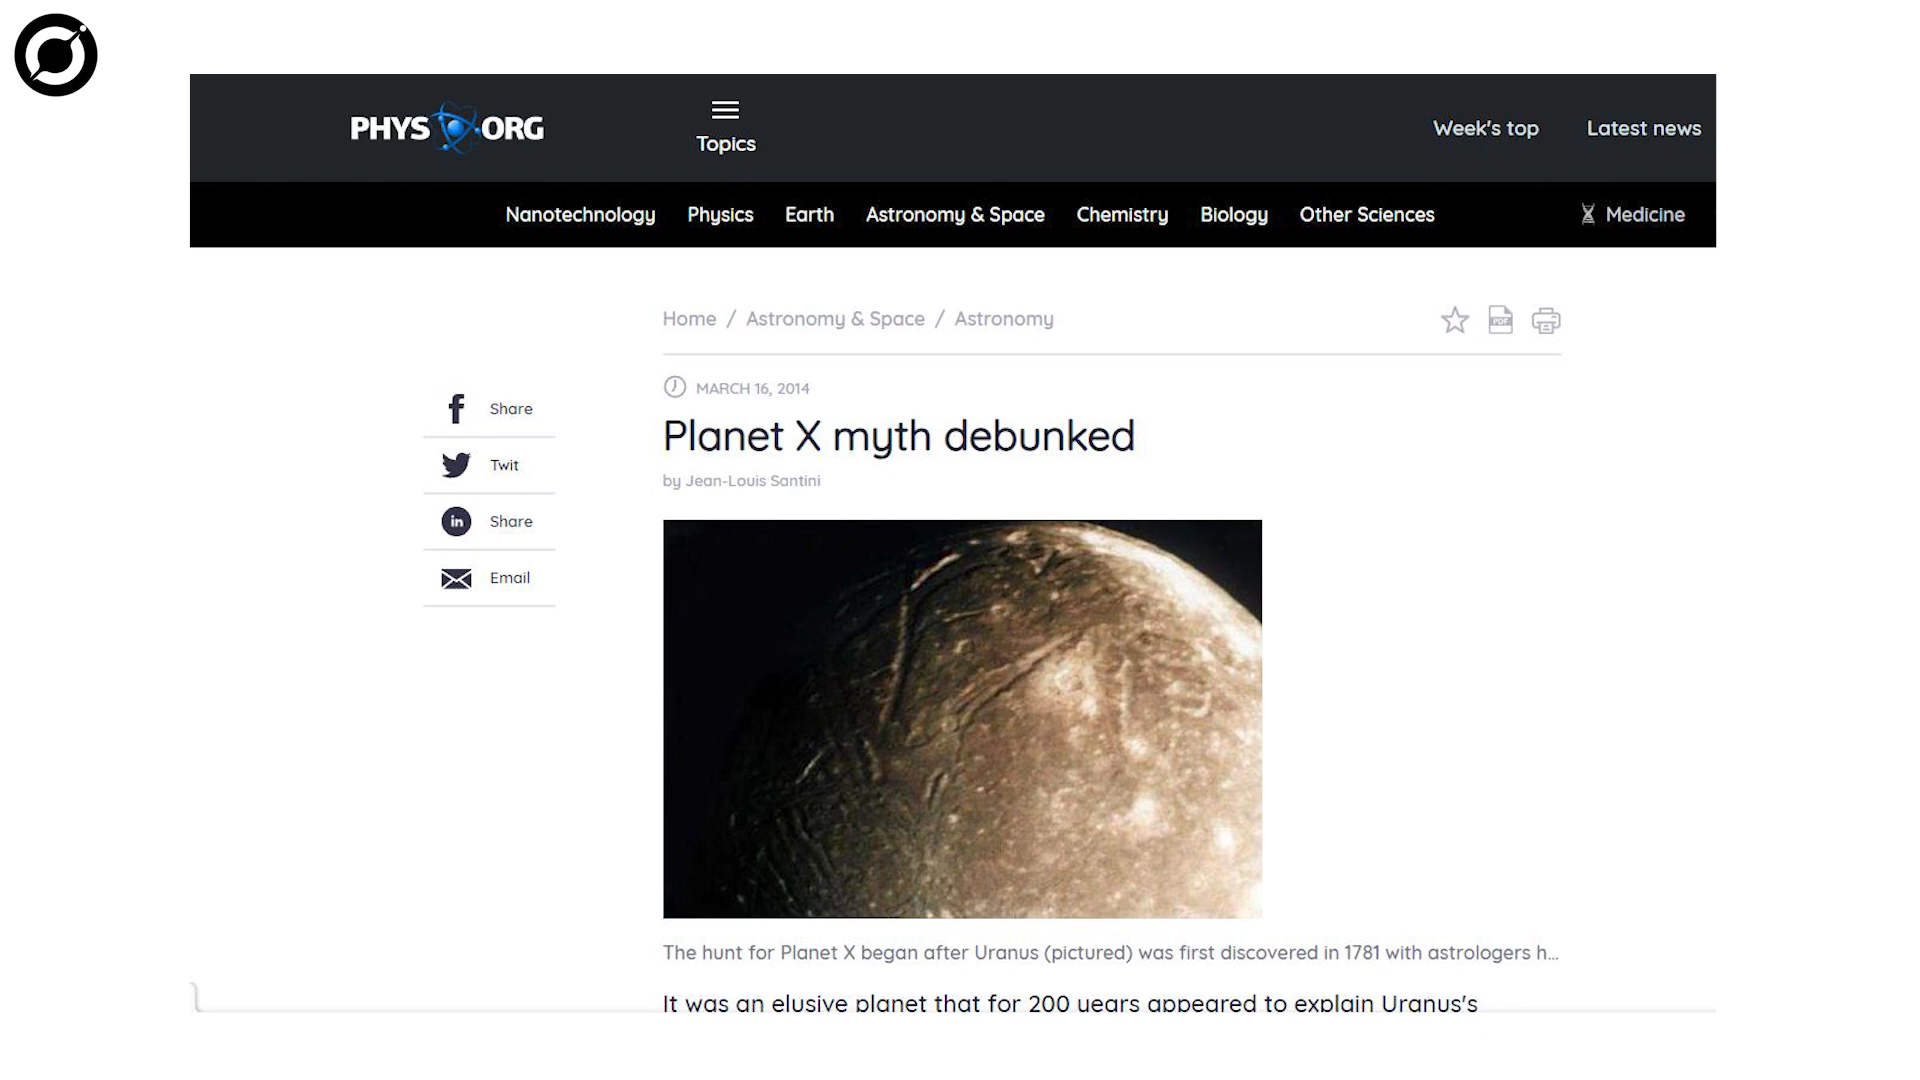 PHYS ORG
Topics
Week's top
Latest news
Nanotechnology
Physics
Earth
Astronomy & Space
Chemistry
Biology
Other Sciences
Medicine
Home / Astronomy & Space / Astronomy
PDF
MARCH 16, 2014
Planet X myth debunked
by Jean-Louis Santini
f Share
Twit
in Share
Email
The hunt for Planet X began after Uranus (pictured) was first discovered in 1781 with astrologers h...
It was an elusive planet that for 200 years appeared to explain Uranus's